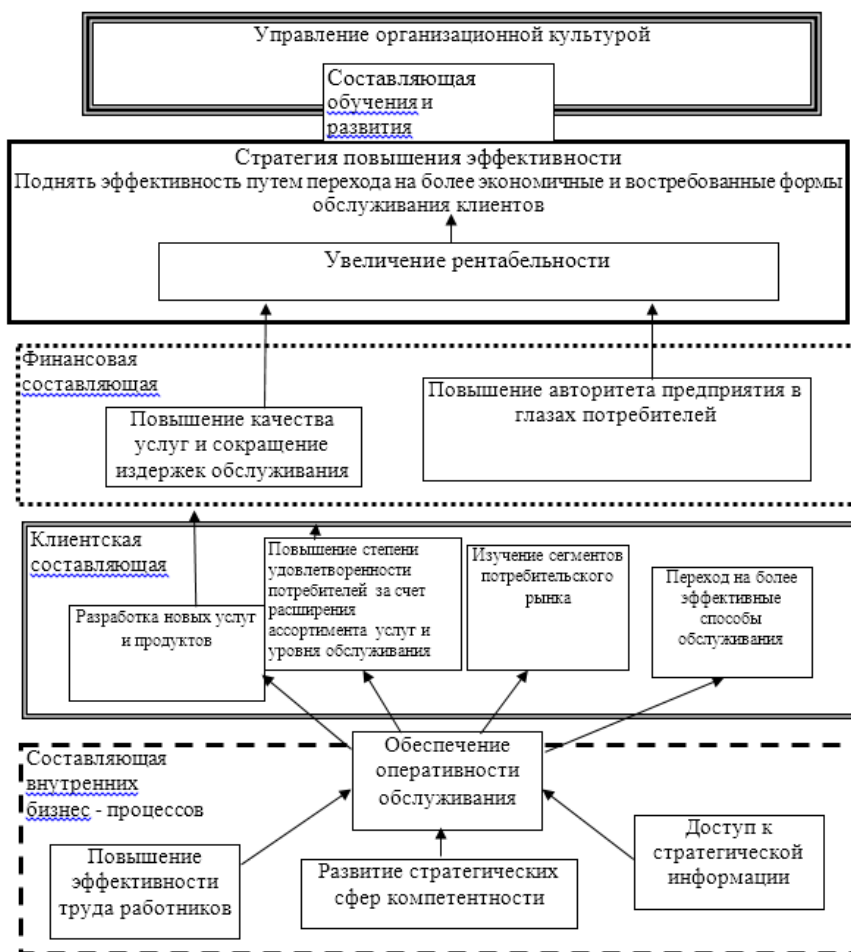 Управление организационной культурой
Составляющая
обучения и
развития
Стратегия повышения эффективности
Поднять эффективность путем перехода на более экономичные и востребованные формы
обслуживания клиентов
Увеличение рентабельности
Финансовая
составляющая
Повышение качества
услуг и сокращение
издержек обслуживания
Повышение авторитета предприятия в
глазах потребителей
Клиентская
составляющая
Разработка новых услуг
и продуктов
Повышение степени
удовлетворенности
потребителей за счет
расширения
ассортимента услуг и
уровня обслуживания
Изучение сегментов
потребительского
рынка
Переход на более
эффективные
способы
обслуживания
Составляющая
внутренних
бизнес - процессов
Обеспечение
оперативности
обслуживания
Повышение
эффективности
труда работников
Развитие стратегических
сфер компетентности
Доступ к
стратегической
информации